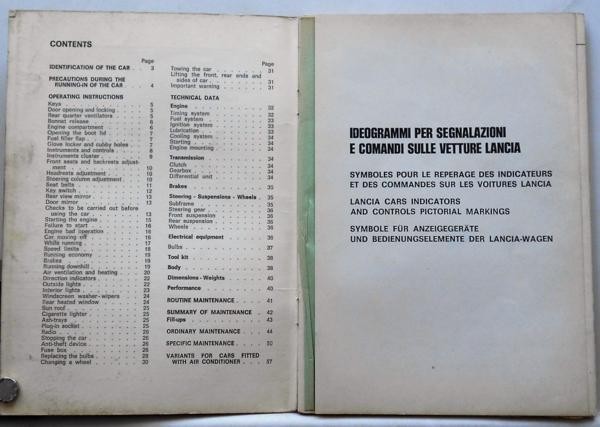 CONTENTS
Page
IDENTIFICATION OF THE CAR . . 3
PRECAUTIONS DURING THE
RUNNING-IN OF THE CAR . . 4
OPERATING INSTRUCTIONS
Keys . . . 5
Door opening and locking . . . 5
Rear quarter ventilators . . . 5
Bonnet release . . . 6
Engine compartment . . . 6
Opening the boot lid . . . 7
Fuel filler flap . . . 7
Glove locker and cubby holes . . 7
Instruments and controls . . . 8
Instruments cluster . . . 9
Front seats and backrests adjust-
ment . . . 10
Headrests adjustment . . . 10
Steering column adjustment . . . 10
Seat belts . . . 11
Key switch . . . 12
Rear view mirror . . . 13
Door mirror . . . 13
Checks to be carried out before
using the car . . . 13
Starting the engine . . . 15
Failure to start . . . 16
Engine bad operation . . . 16
Car moving off . . . 16
While running . . . 17
Speed limits . . . 18
Running economy . . . 19
Brakes . . . 19
Running downhill . . . 19
Air ventilation and heating . . . 20
Direction indicators . . . 22
Outside lights . . . 22
Interior lights . . . 23
Windscreen washer-wipers . . . 24
Rear heated window . . . 24
Sun roof . . . 25
Cigarette lighter . . . 25
Ash-trays . . . 25
Plug-in socket . . . 25
Radio . . . 26
Stopping the car . . . 26
Anti-theft device . . . 26
Fuse box . . . 26
Replacing the bulbs . . . 28
Changing a wheel . . . 30
Page
Towing the car . . . 31
Lifting the front, rear ends and
sides of car . . . 31
Important warning . . . 31
TECHNICAL DATA
Engine . . . 32
Timing system . . . 32
Fuel system . . . 33
Ignition system . . . 33
Lubrication . . . 33
Cooling system . . . 34
Starting . . . 34
Engine mounting . . . 34
Transmission . . . 34
Clutch . . . 34
Gearbox . . . 34
Differential unit . . . 34
Brakes . . . 35
Steering - Suspensions - Wheels . 35
Subframe . . . 35
Steering gear . . . 36
Front suspension . . . 36
Rear suspension . . . 36
Wheels . . . 36
Electrical equipment . . . 36
Bulbs . . . 37
Tool kit . . . 38
Body . . . 38
Dimensions - Weights . . . 40
Performance . . . 40
ROUTINE MAINTENANCE . . . 41
SUMMARY OF MAINTENANCE . . 42
Fill-ups . . . 43
ORDINARY MAINTENANCE . . . 44
SPECIFIC MAINTENANCE . . . 50
VARIANTS FOR CARS FITTED
WITH AIR CONDITIONER . . . 57
IDEOGRAMMI PER SEGNALAZIONI
E COMANDI SULLE VETTURE LANCIA
SYMBOLES POUR LE REPERAGE DES INDICATEURS
ET DES COMMANDES SUR LES VOITURES LANCIA
LANCIA CARS INDICATORS
AND CONTROLS PICTORIAL MARKINGS
SYMBOLE FÜR ANZEIGEGERÄTE
UND BEDIENUNGSELEMENTE DER LANCIA-WAGEN